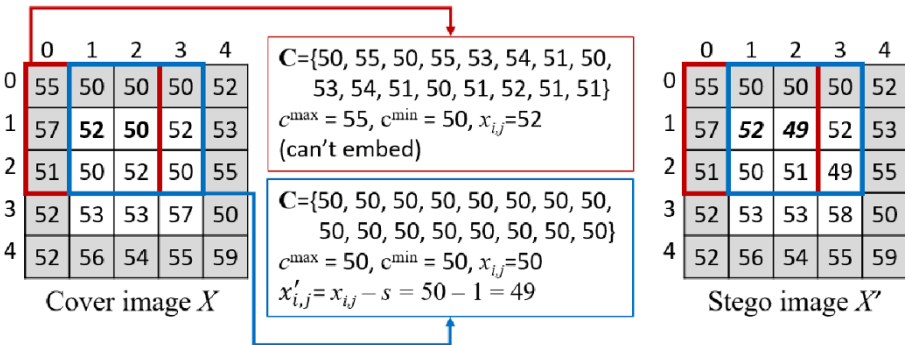 0 1 2 3 4
0 55 50 50 50 52
1 57 52 50 52 53
2 51 50 52 50 55
3 52 53 53 57 50
4 52 56 54 55 59
Cover image X
C={50, 55, 50, 55, 53, 54, 51, 50,
53, 54, 51, 50, 51, 52, 51, 51}
c^max = 55, c^min = 50, x_{i,j}=52
(can't embed)
C={50, 50, 50, 50, 50, 50, 50, 50,
50, 50, 50, 50, 50, 50, 50, 50}
c^max = 50, c^min = 50, x_{i,j}=50
x'_{i,j}= x_{i,j} – s = 50 – 1 = 49
0 1 2 3 4
0 55 50 50 50 52
1 57 52 49 52 53
2 51 50 51 49 55
3 52 53 53 58 50
4 52 56 54 55 59
Stego image X′